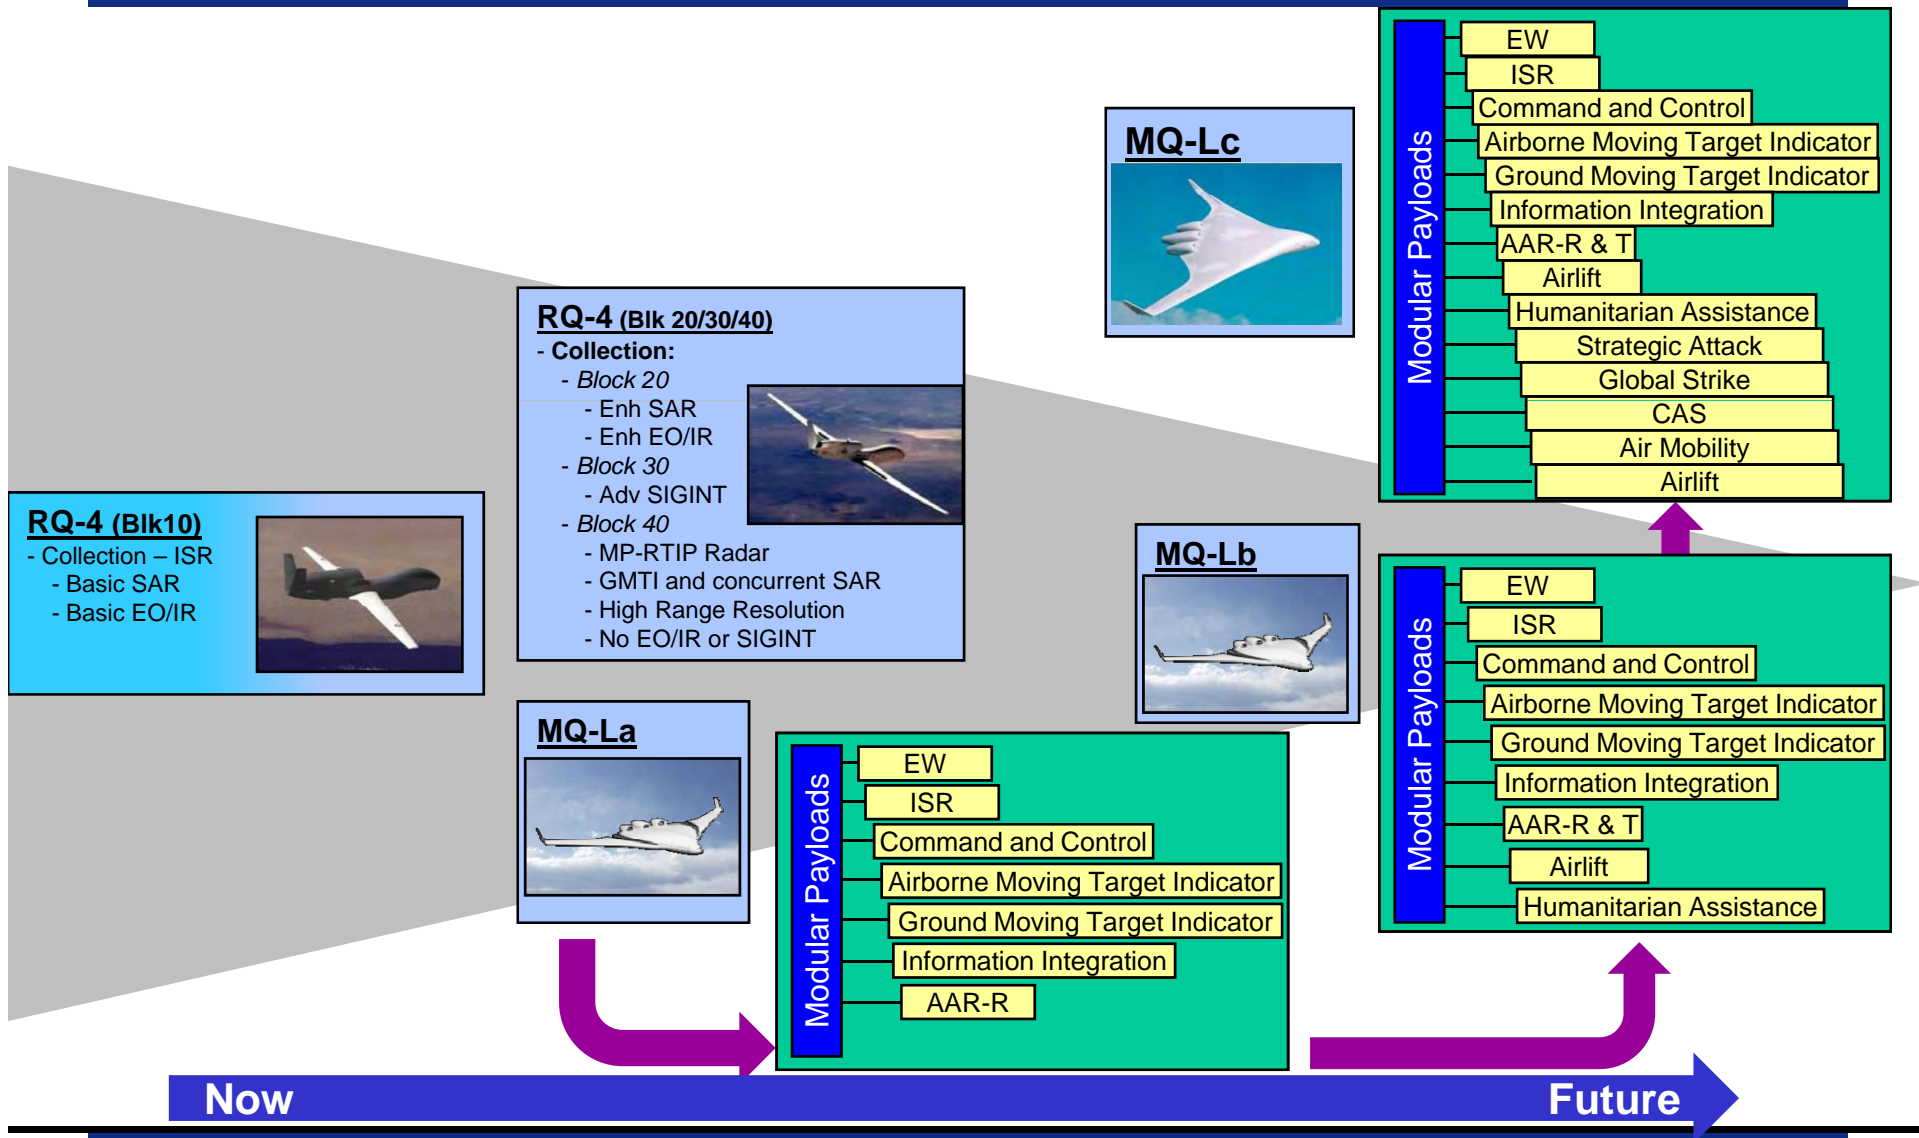 RQ-4 (Blk10)
- Collection – ISR
- Basic SAR
- Basic EO/IR
RQ-4 (Blk 20/30/40)
- Collection:
- Block 20
- Enh SAR
- Enh EO/IR
- Block 30
- Adv SIGINT
- Block 40
- MP-RTIP Radar
- GMTI and concurrent SAR
- High Range Resolution
- No EO/IR or SIGINT
MQ-La
Modular Payloads
EW
ISR
Command and Control
Airborne Moving Target Indicator
Ground Moving Target Indicator
Information Integration
AAR-R
MQ-Lb
Modular Payloads
EW
ISR
Command and Control
Airborne Moving Target Indicator
Ground Moving Target Indicator
Information Integration
AAR-R & T
Airlift
Humanitarian Assistance
MQ-Lc
Modular Payloads
EW
ISR
Command and Control
Airborne Moving Target Indicator
Ground Moving Target Indicator
Information Integration
AAR-R & T
Airlift
Humanitarian Assistance
Strategic Attack
Global Strike
CAS
Air Mobility
Airlift
Now
Future